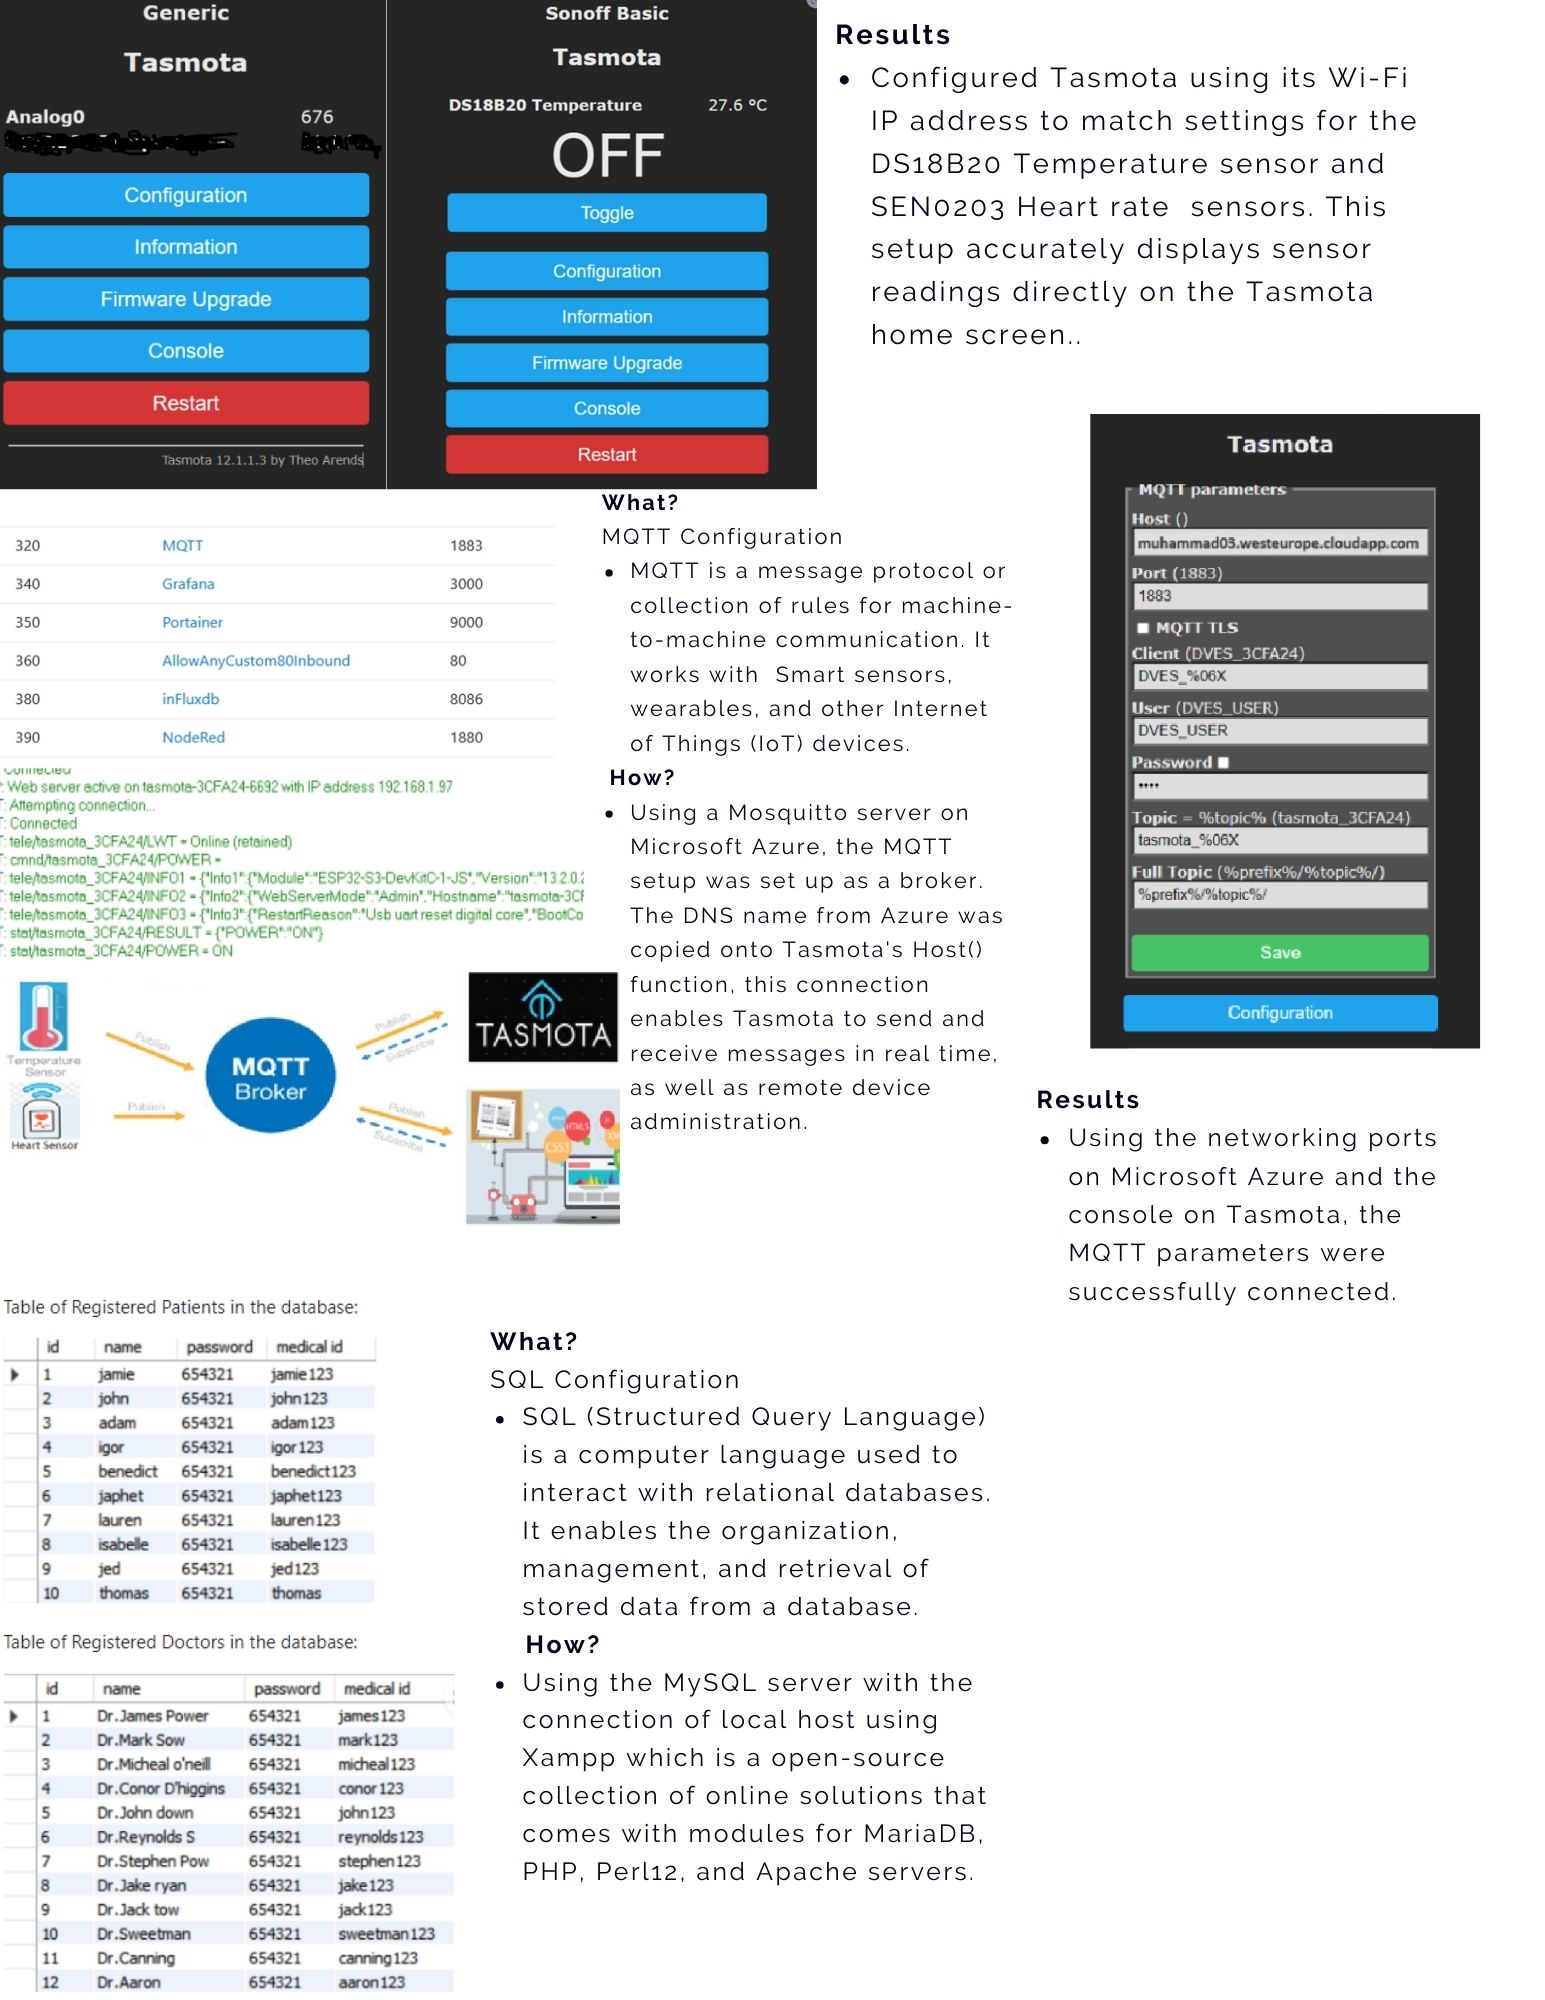 Generic
Tasmota
Analog0 676
Configuration
Information
Firmware Upgrade
Console
Restart
Tasmota 12.1.1.3 by Theo Arends
Sonoff Basic
Tasmota
DS18B20 Temperature 27.6 °C
OFF
Toggle
Configuration
Information
Firmware Upgrade
Console
Restart
Results
• Configured Tasmota using its Wi-Fi
IP address to match settings for the
DS18B20 Temperature sensor and
SEN0203 Heart rate sensors. This
setup accurately displays sensor
readings directly on the Tasmota
home screen..
320 MQTT 1883
340 Grafana 3000
350 Portainer 9000
360 AllowAnyCustom80Inbound 80
380 inFluxdb 8086
390 NodeRed 1880
Connected
: Web server active on tasmota-3CFA24-6692 with IP address 192.168.1.97
T: Attempting connection...
T: Connected
T: tele/tasmota_3CFA24/LWT = Online (retained)
T: cmnd/tasmota_3CFA24/POWER =
T: tele/tasmota_3CFA24/INFO1 = {"Info1":{"Module":"ESP32-S3-DevKitC-1-JS","Version":"13.2.0.2
T: tele/tasmota_3CFA24/INFO2 = {"Info2":{"WebServerMode":"Admin","Hostname":"tasmota-3CF
T: tele/tasmota_3CFA24/INFO3 = {"Info3":{"RestartReason":"Usb uart reset digital core","BootCo
T: stat/tasmota_3CFA24/RESULT = {"POWER":"ON"}
T: stat/tasmota_3CFA24/POWER = ON
Temperature
Sensor
Heart Sensor
Publish
Publish
MQTT
Broker
Publish
Subscribe
Publish
Subscribe
TASMOTA
HTML5
CSS3
What?
MQTT Configuration
• MQTT is a message protocol or
collection of rules for machine-
to-machine communication. It
works with Smart sensors,
wearables, and other Internet
of Things (IoT) devices.
How?
• Using a Mosquitto server on
Microsoft Azure, the MQTT
setup was set up as a broker.
The DNS name from Azure was
copied onto Tasmota's Host()
function, this connection
enables Tasmota to send and
receive messages in real time,
as well as remote device
administration.
Tasmota
MQTT parameters
Host ()
muhammad03.westeurope.cloudapp.com
Port (1883)
1883
MQTT TLS
Client (DVES_3CFA24)
DVES_%06X
User (DVES_USER)
DVES_USER
Password
••••
Topic = %topic% (tasmota_3CFA24)
tasmota_%06X
Full Topic (%prefix%/%topic%/)
%prefix%/%topic%/
Save
Configuration
Results
• Using the networking ports
on Microsoft Azure and the
console on Tasmota, the
MQTT parameters were
successfully connected.
Table of Registered Patients in the database:
id name password medical id
1 jamie 654321 jamie123
2 john 654321 john123
3 adam 654321 adam123
4 igor 654321 igor123
5 benedict 654321 benedict123
6 japhet 654321 japhet123
7 lauren 654321 lauren123
8 isabelle 654321 isabelle123
9 jed 654321 jed123
10 thomas 654321 thomas
Table of Registered Doctors in the database:
id name password medical id
1 Dr.James Power 654321 james123
2 Dr.Mark Sow 654321 mark123
3 Dr.Micheal o'neill 654321 micheal123
4 Dr.Conor D'higgins 654321 conor123
5 Dr.John down 654321 john123
6 Dr.Reynolds S 654321 reynolds123
7 Dr.Stephen Pow 654321 stephen123
8 Dr.Jake ryan 654321 jake123
9 Dr.Jack tow 654321 jack123
10 Dr.Sweetman 654321 sweetman123
11 Dr.Canning 654321 canning123
12 Dr.Aaron 654321 aaron123
What?
SQL Configuration
• SQL (Structured Query Language)
is a computer language used to
interact with relational databases.
It enables the organization,
management, and retrieval of
stored data from a database.
How?
• Using the MySQL server with the
connection of local host using
Xampp which is a open-source
collection of online solutions that
comes with modules for MariaDB,
PHP, Perl12, and Apache servers.